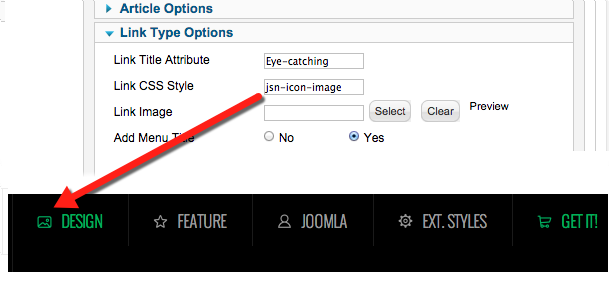 Article Options
Link Type Options
Link Title Attribute Eye-catching
Link CSS Style jsn-icon-image
Link Image Select Clear Preview
Add Menu Title No Yes
DESIGN FEATURE JOOMLA EXT. STYLES GET IT!